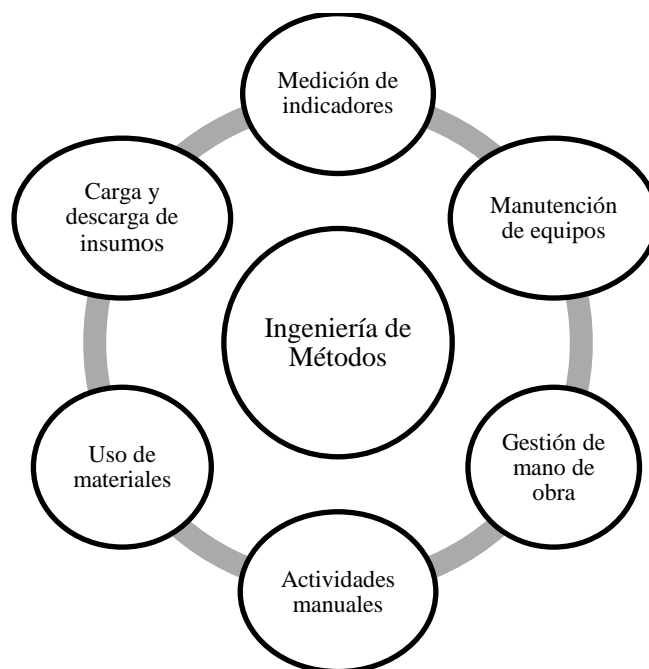 Medición de
indicadores
Manutención
de equipos
Gestión de
mano de
obra
Actividades
manuales
Uso de
materiales
Carga y
descarga de
insumos
Ingeniería de
Métodos